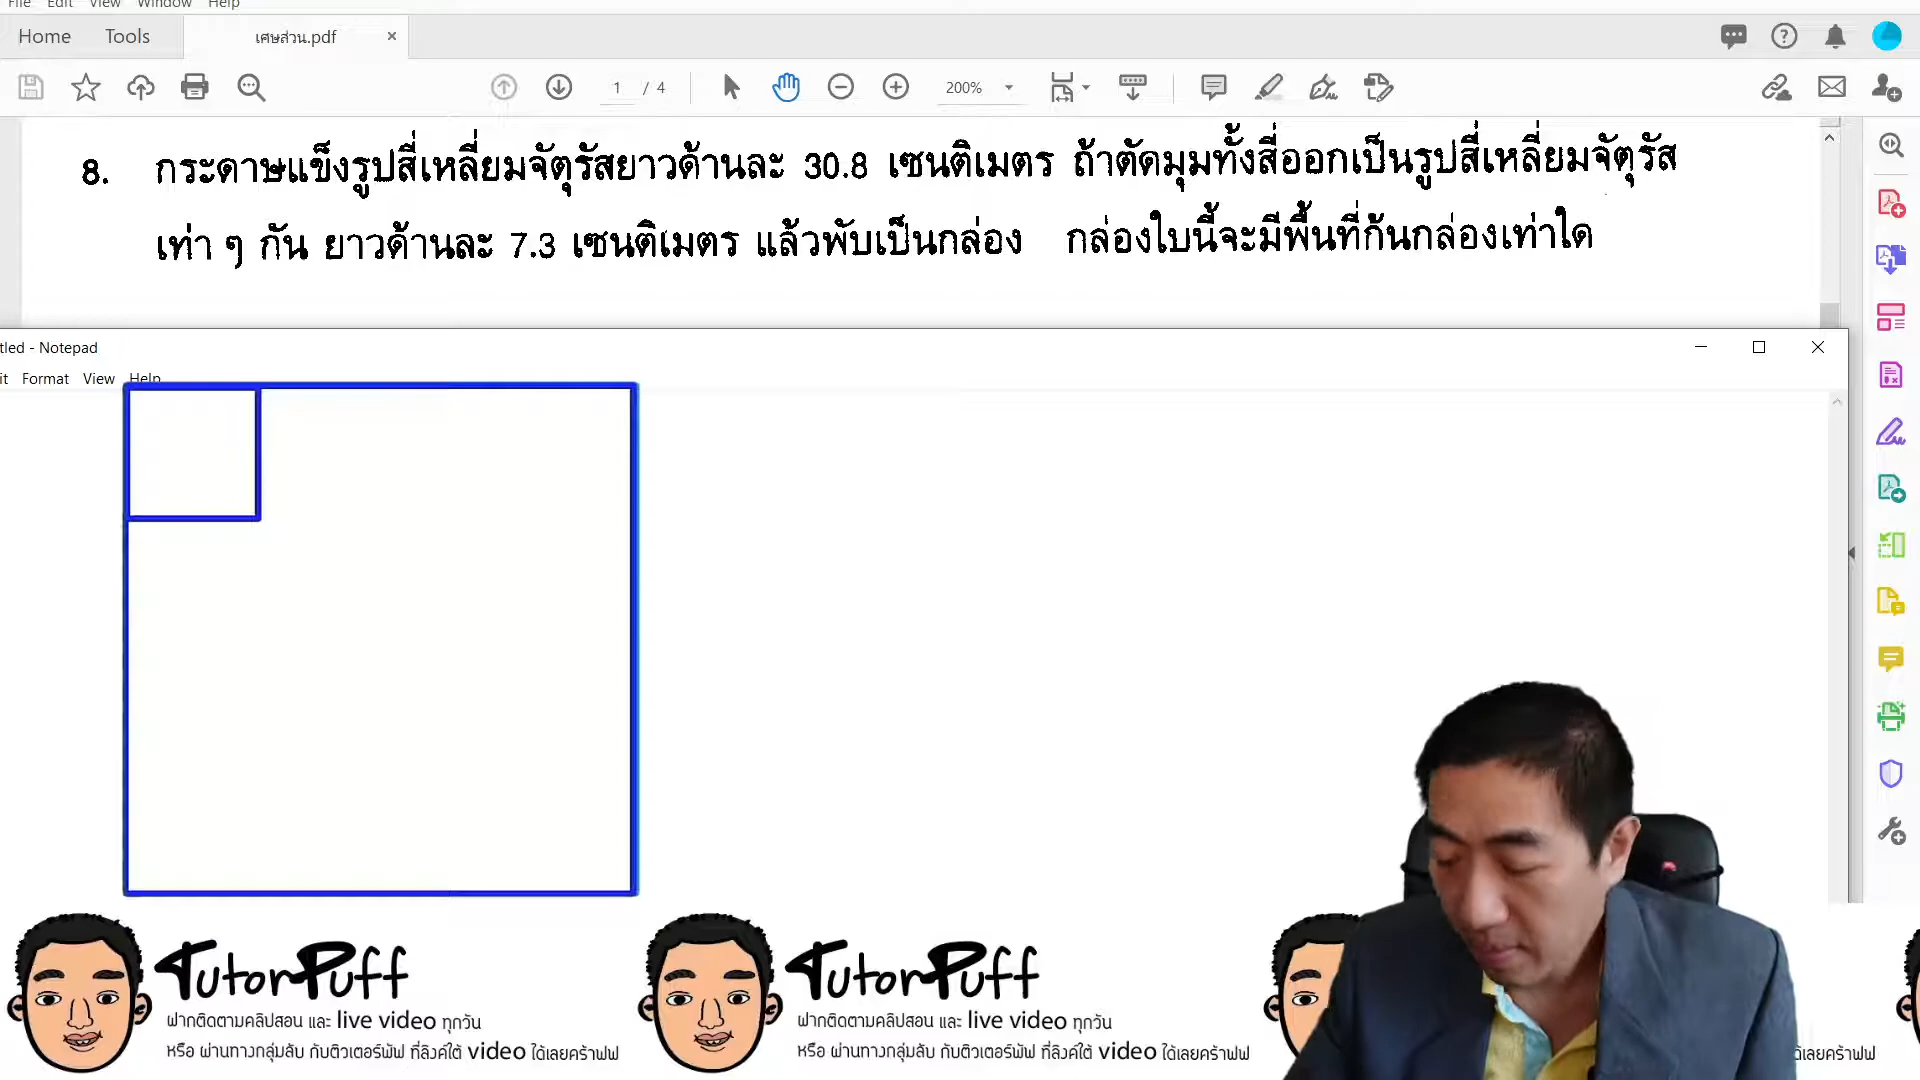 File Edit View Window Help
Home Tools เศษส่วน.pdf
1 / 4 200%
8. กระดาษแข็งรูปสี่เหลี่ยมจัตุรัสยาวด้านละ 30.8 เซนติเมตร ถ้าตัดมุมทั้งสี่ออกเป็นรูปสี่เหลี่ยมจัตุรัส
เท่า ๆ กัน ยาวด้านละ 7.3 เซนติเมตร แล้วพับเป็นกล่อง กล่องใบนี้จะมีพื้นที่ก้นกล่องเท่าใด
tled - Notepad
it Format View Help
TutorPuff TutorPuff
ฝากติดตามคลิปสอน และ live video ทุกวัน ฝากติดตามคลิปสอน และ live video ทุกวัน
หรือ ผ่านทางกลุ่มลับ กับติวเตอร์พัฟ ที่ลิงค์ใต้ video ได้เลยคร้าฟฟ หรือ ผ่านทางกลุ่มลับ กับติวเตอร์พัฟ ที่ลิงค์ใต้ video ได้เลยคร้าฟฟ ได้เลยคร้าฟฟ